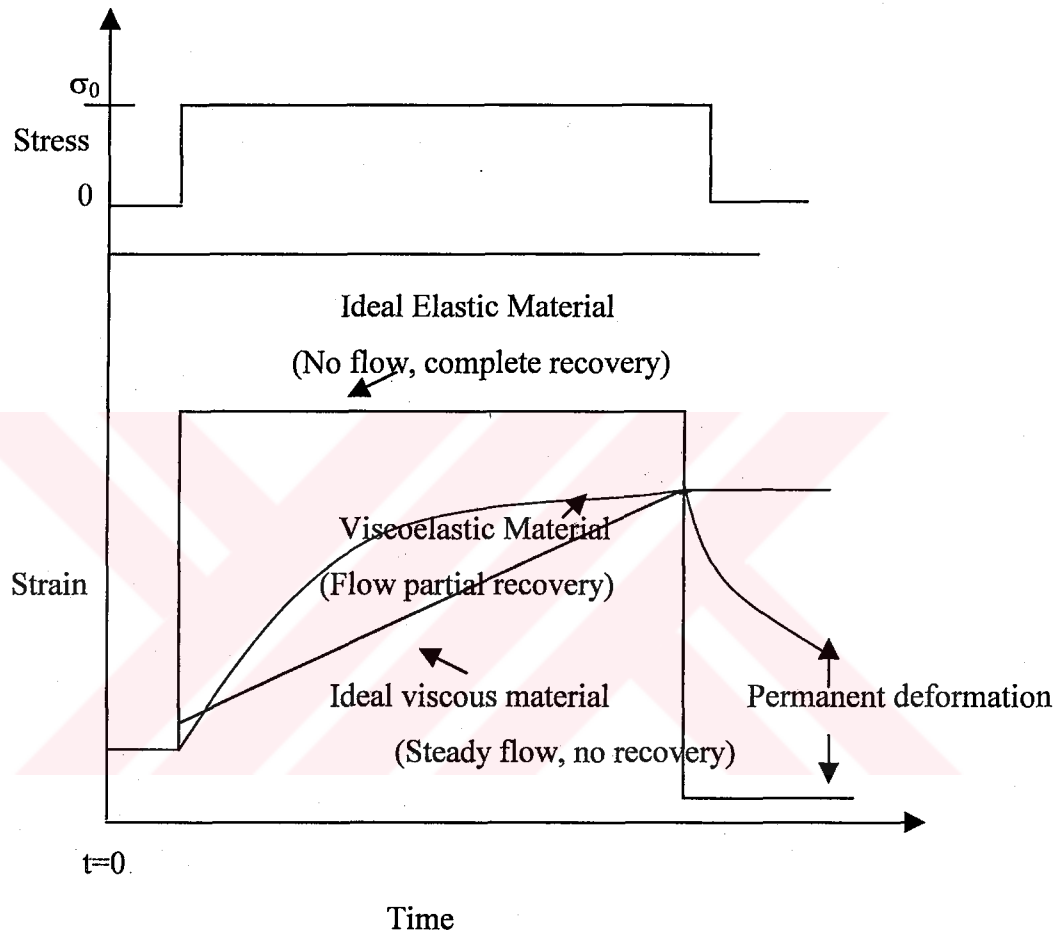 σ0
Stress
0
Ideal Elastic Material
(No flow, complete recovery)
Viscoelastic Material
(Flow partial recovery)
Strain
Ideal viscous material
Permanent deformation
(Steady flow, no recovery)
t=0
Time